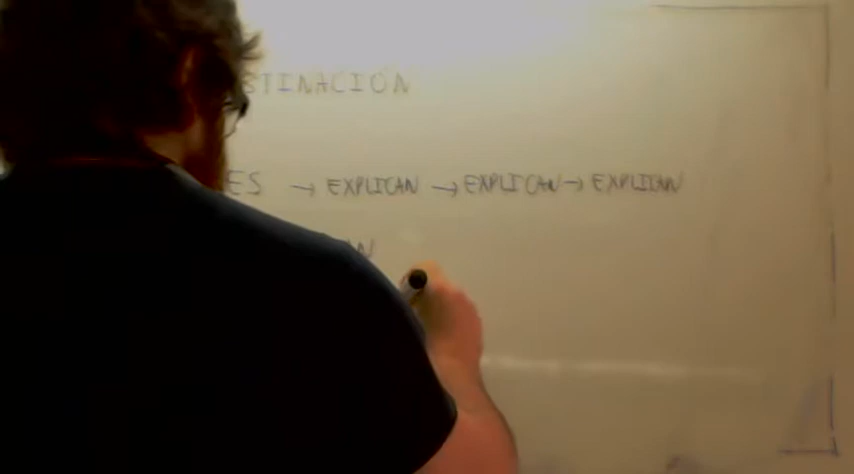 STINACIÓN
ES → EXPLICAN → EXPLICAN → EXPLICAN